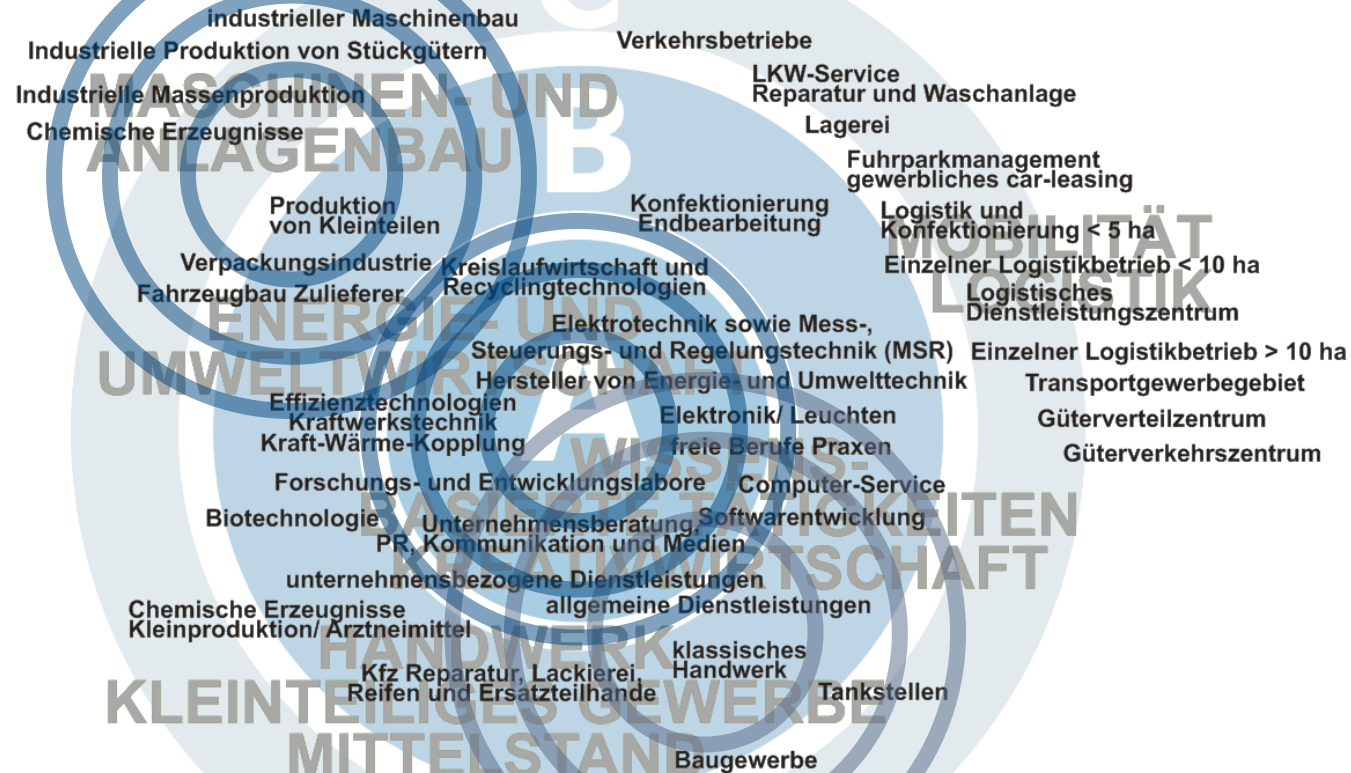 C
industrieller Maschinenbau
Industrielle Produktion von Stückgütern
Verkehrsbetriebe
MASCHINEN- UND
ANLAGENBAU
LKW-Service
Reparatur und Waschanlage
Industrielle Massenproduktion
B
Chemische Erzeugnisse
Lagerei
Fuhrparkmanagement
gewerbliches car-leasing
Produktion
von Kleinteilen
Konfektionierung
Endbearbeitung
Logistik und
Konfektionierung < 5 ha
MOBILITÄT
LOGISTIK
Verpackungsindustrie
Kreislaufwirtschaft und
Recyclingtechnologien
Einzelner Logistikbetrieb < 10 ha
Fahrzeugbau Zulieferer
Logistisches
Dienstleistungszentrum
ENERGIE- UND
UMWELTWIRTSCHAFT
Elektrotechnik sowie Mess-,
Steuerungs- und Regelungstechnik (MSR)
Einzelner Logistikbetrieb > 10 ha
Hersteller von Energie- und Umwelttechnik
Transportgewerbegebiet
A
Effizienztechnologien
Kraftwerkstechnik
Kraft-Wärme-Kopplung
Elektronik/ Leuchten
Güterverteilzentrum
freie Berufe Praxen
Güterverkehrszentrum
WISSENS-
BASIERTE TÄTIGKEITEN
KREATIVWIRTSCHAFT
Forschungs- und Entwicklungslabore
Computer-Service
Biotechnologie
Unternehmensberatung,
PR, Kommunikation und Medien
Softwarentwicklung
unternehmensbezogene Dienstleistungen
Chemische Erzeugnisse
Kleinproduktion/ Arztneimittel
allgemeine Dienstleistungen
HANDWERK
KLEINTEILIGES GEWERBE
MITTELSTAND
klassisches
Handwerk
Kfz Reparatur, Lackierei,
Reifen und Ersatzteilhande
Tankstellen
Baugewerbe